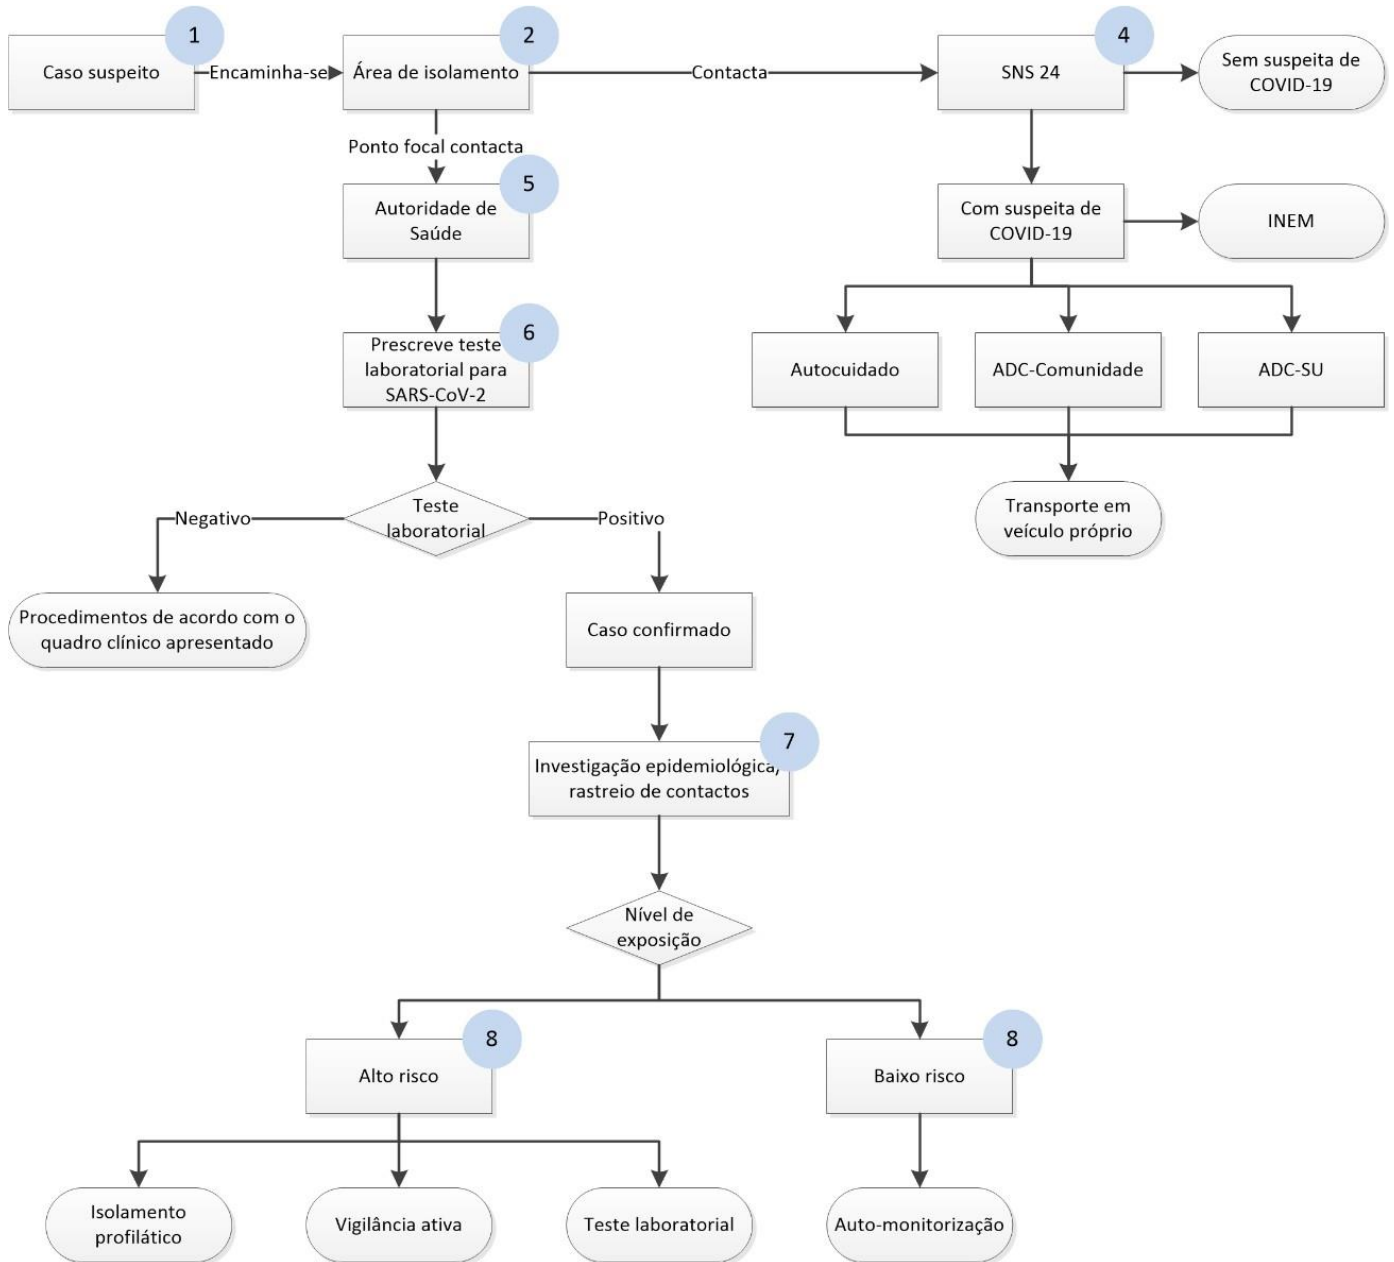 1
Caso suspeito
Encaminha-se
2
Área de isolamento
Contacta
4
SNS 24
Sem suspeita de
COVID-19
Ponto focal contacta
5
Autoridade de
Saúde
Com suspeita de
COVID-19
INEM
6
Prescreve teste
laboratorial para
SARS-CoV-2
Autocuidado
ADC-Comunidade
ADC-SU
Teste
laboratorial
Negativo
Positivo
Transporte em
veículo próprio
Procedimentos de acordo com o
quadro clínico apresentado
Caso confirmado
7
Investigação epidemiológica/
rastreio de contactos
Nível de
exposição
8
Alto risco
8
Baixo risco
Isolamento
profilático
Vigilância ativa
Teste laboratorial
Auto-monitorização